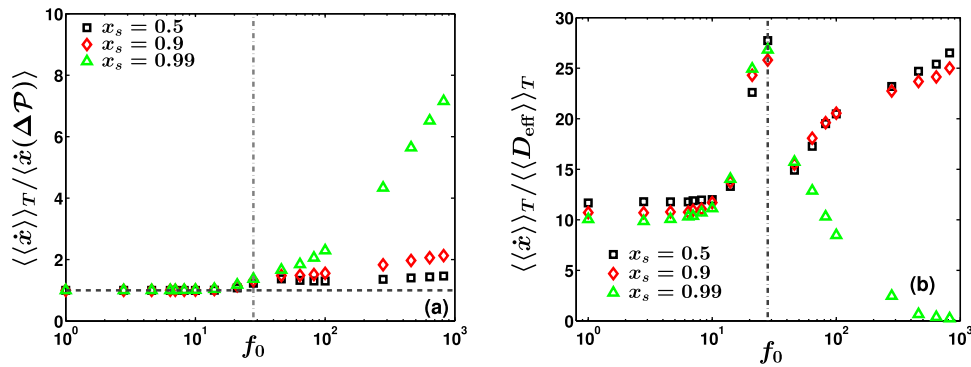 ⟨⟨ẋ⟩⟩_T/⟨ẋ(ΔP)⟩
10
8
6
4
2
0
x_s = 0.5
x_s = 0.9
x_s = 0.99
(a)
10^0
10^1
10^2
10^3
f_0
⟨⟨ẋ⟩⟩_T/⟨⟨D_eff⟩⟩_T
30
25
20
15
10
5
0
x_s = 0.5
x_s = 0.9
x_s = 0.99
(b)
10^0
10^1
10^2
10^3
f_0